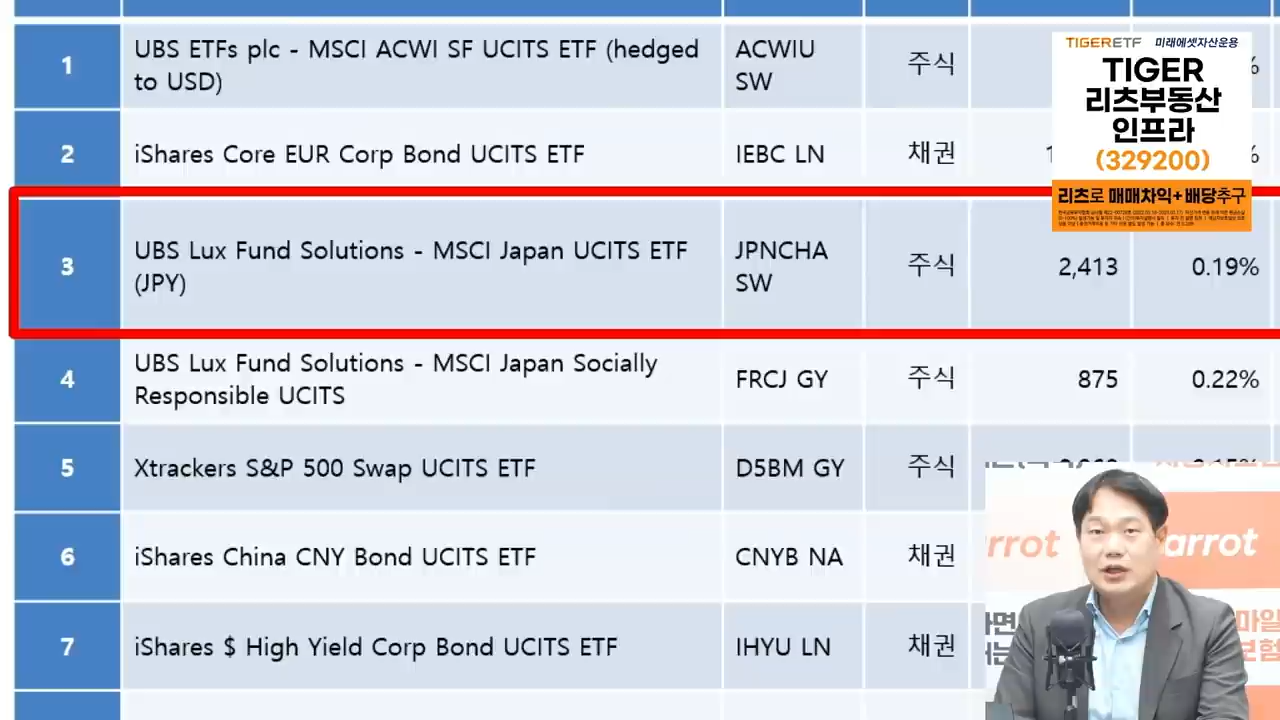 1
UBS ETFs plc - MSCI ACWI SF UCITS ETF (hedged
to USD)
ACWIU
SW
주식
%
TIGERETF 미래에셋자산운용
TIGER
리츠부동산
인프라
(329200)
리츠로 매매차익+배당추구
2
iShares Core EUR Corp Bond UCITS ETF
IEBC LN
채권
%
3
UBS Lux Fund Solutions - MSCI Japan UCITS ETF
(JPY)
JPNCHA
SW
주식
2,413
0.19%
4
UBS Lux Fund Solutions - MSCI Japan Socially
Responsible UCITS
FRCJ GY
주식
875
0.22%
5
Xtrackers S&P 500 Swap UCITS ETF
D5BM GY
주식
6
iShares China CNY Bond UCITS ETF
CNYB NA
채권
rrot
arrot
7
iShares $ High Yield Corp Bond UCITS ETF
IHYU LN
채권
마일
보험